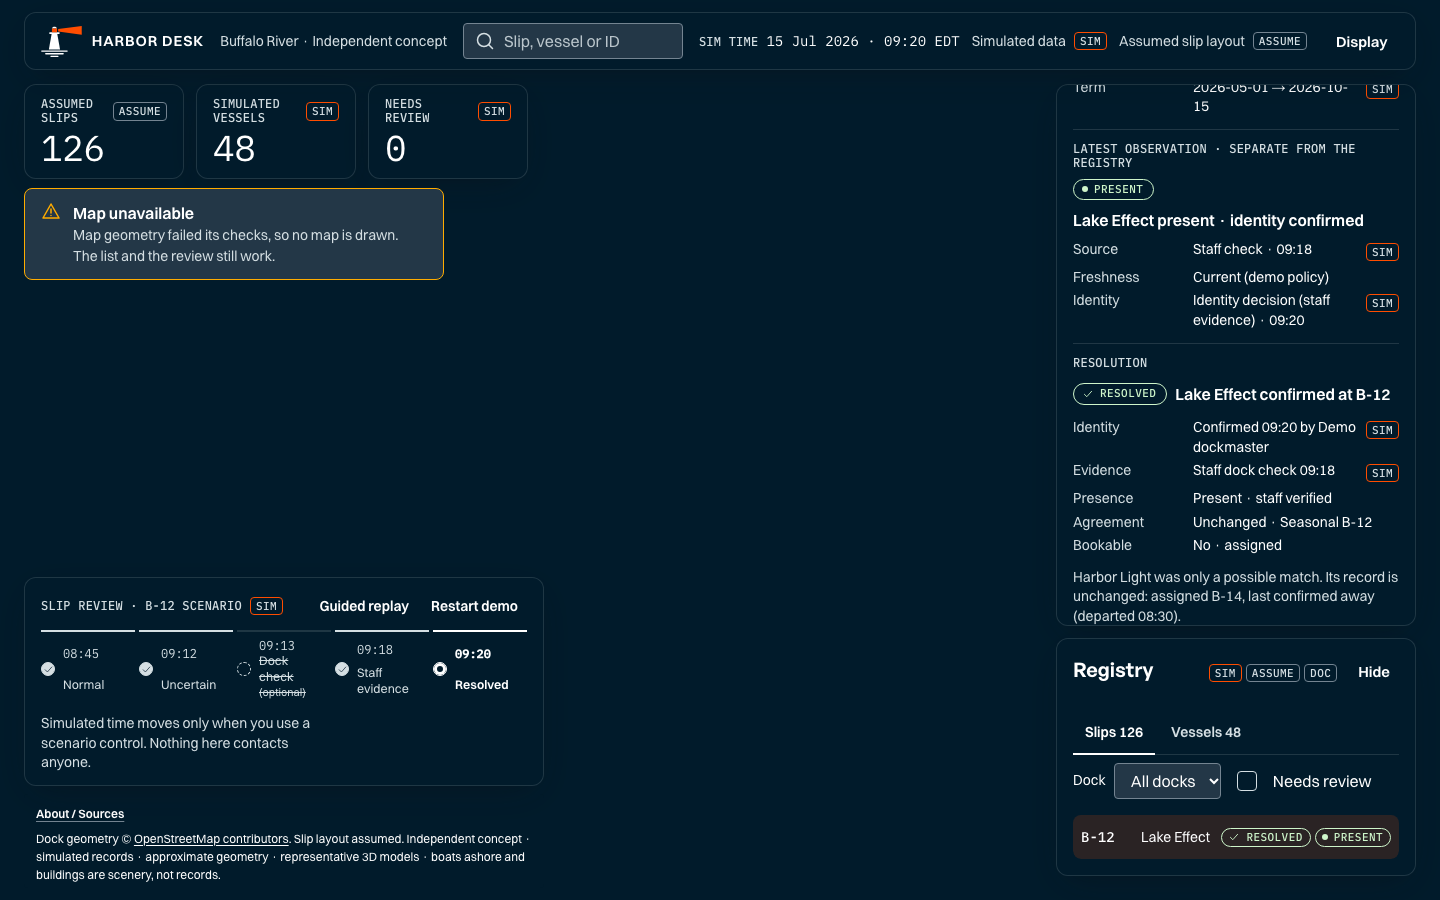 HARBOR DESK
Buffalo River · Independent concept
Slip, vessel or ID
SIM TIME 15 Jul 2026 · 09:20 EDT
Simulated data SIM
Assumed slip layout ASSUME
Display
ASSUMED
SLIPS
ASSUME
126
SIMULATED
VESSELS
SIM
48
NEEDS
REVIEW
SIM
0
Map unavailable
Map geometry failed its checks, so no map is drawn.
The list and the review still work.
SLIP REVIEW · B-12 SCENARIO SIM
Guided replay
Restart demo
08:45
Normal
09:12
Uncertain
09:13
Dock
check
(optional)
09:18
Staff
evidence
09:20
Resolved
Simulated time moves only when you use a
scenario control. Nothing here contacts
anyone.
About / Sources
Dock geometry © OpenStreetMap contributors. Slip layout assumed. Independent concept ·
simulated records · approximate geometry · representative 3D models · boats ashore and
buildings are scenery, not records.
Term 2026-05-01 → 2026-10- SIM
15
LATEST OBSERVATION · SEPARATE FROM THE
REGISTRY
PRESENT
Lake Effect present · identity confirmed
Source Staff check · 09:18 SIM
Freshness Current (demo policy)
Identity Identity decision (staff SIM
evidence) · 09:20
RESOLUTION
RESOLVED Lake Effect confirmed at B-12
Identity Confirmed 09:20 by Demo SIM
dockmaster
Evidence Staff dock check 09:18 SIM
Presence Present · staff verified
Agreement Unchanged · Seasonal B-12
Bookable No · assigned
Harbor Light was only a possible match. Its record is
unchanged: assigned B-14, last confirmed away
(departed 08:30).
Registry SIM ASSUME DOC Hide
Slips 126 Vessels 48
Dock All docks Needs review
B-12 Lake Effect RESOLVED PRESENT